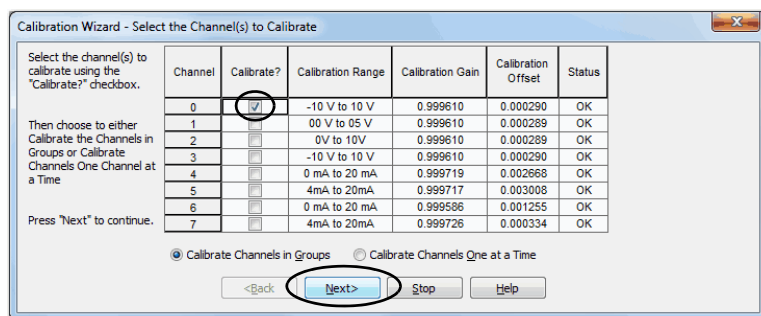 Calibration Wizard - Select the Channel(s) to Calibrate
Select the channel(s) to
calibrate using the
"Calibrate?" checkbox.
Then choose to either
Calibrate the Channels in
Groups or Calibrate
Channels One Channel at
a Time
Press "Next" to continue.
Channel Calibrate? Calibration Range Calibration Gain Calibration Offset Status
0 -10 V to 10 V 0.999610 0.000290 OK
1 00 V to 05 V 0.999610 0.000289 OK
2 0V to 10V 0.999610 0.000289 OK
3 -10 V to 10 V 0.999610 0.000290 OK
4 0 mA to 20 mA 0.999719 0.002668 OK
5 4mA to 20mA 0.999717 0.003008 OK
6 0 mA to 20 mA 0.999586 0.001255 OK
7 4mA to 20mA 0.999726 0.000334 OK
Calibrate Channels in Groups Calibrate Channels One at a Time
<Back Next> Stop Help